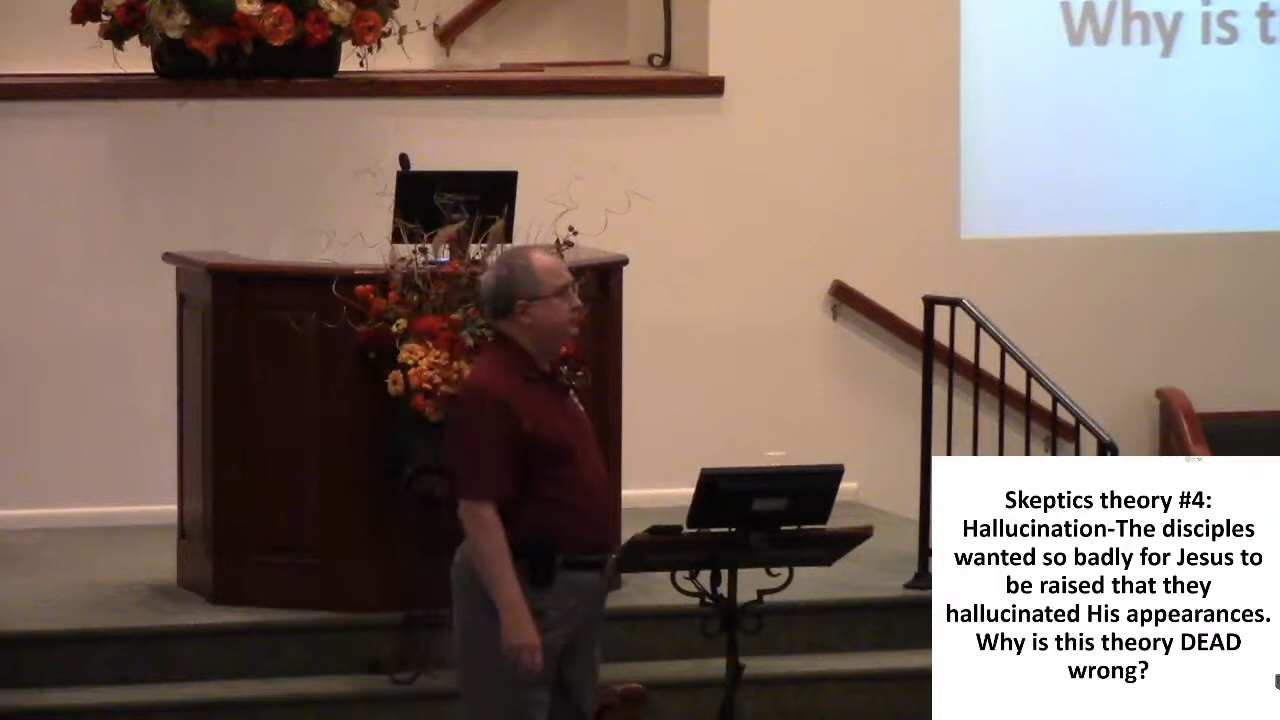 Why is t
Skeptics theory #4:
Hallucination-The disciples
wanted so badly for Jesus to
be raised that they
hallucinated His appearances.
Why is this theory DEAD
wrong?